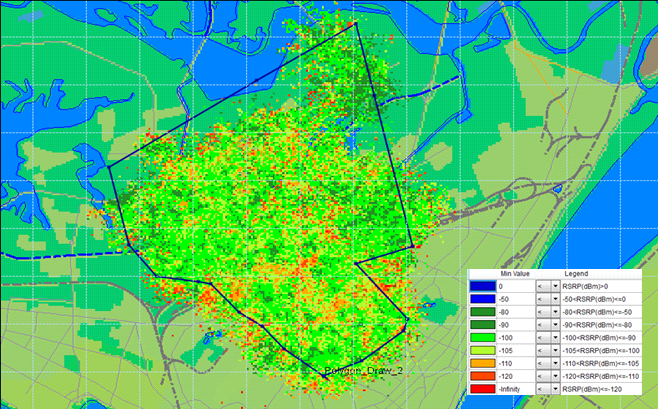 Polygon_Draw_2
Min Value Legend
0 < RSRP(dBm)>0
-50 < -50<RSRP(dBm)<=0
-80 < -80<RSRP(dBm)<=-50
-90 < -90<RSRP(dBm)<=-80
-100 < -100<RSRP(dBm)<=-90
-105 < -105<RSRP(dBm)<=-100
-110 < -110<RSRP(dBm)<=-105
-120 < -120<RSRP(dBm)<=-110
-Infinity < RSRP(dBm)<=-120